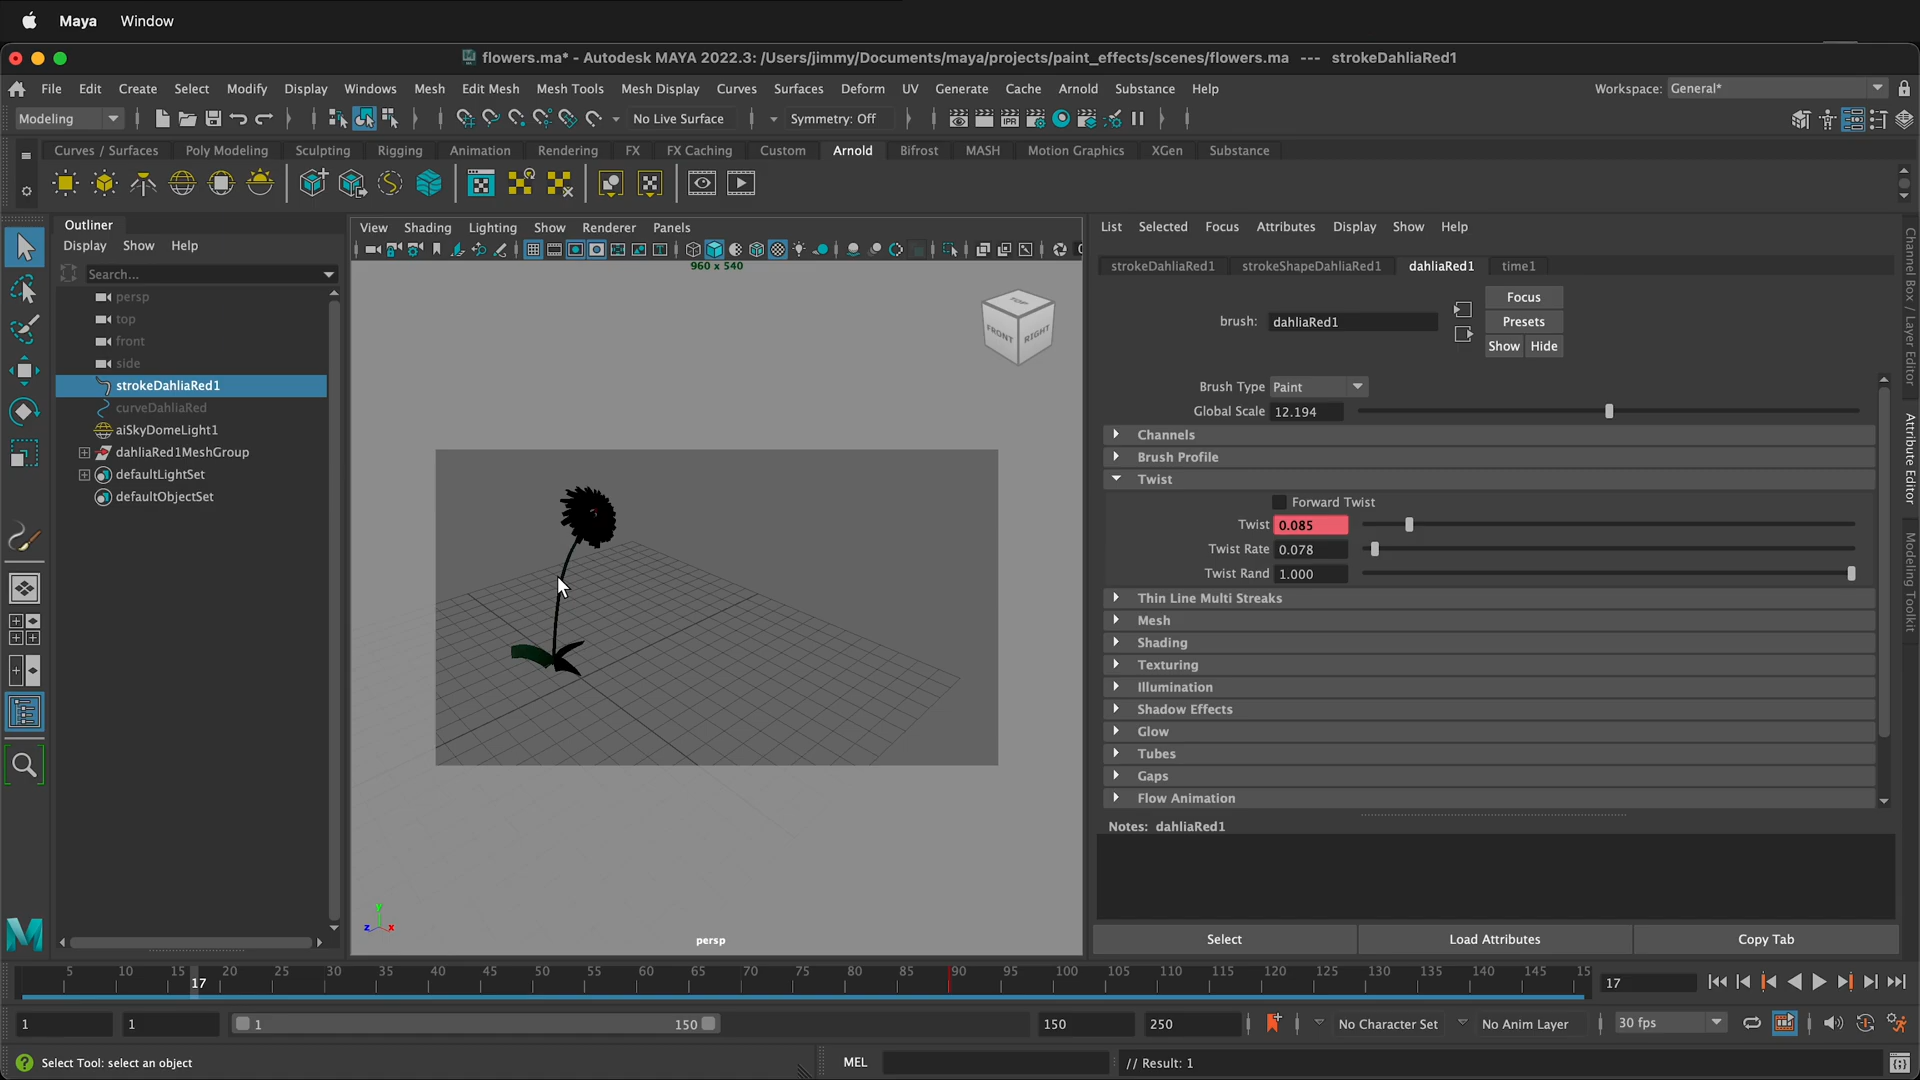 Maya Window
flowers.ma* - Autodesk MAYA 2022.3: /Users/jimmy/Documents/maya/projects/paint_effects/scenes/flowers.ma --- strokeDahliaRed1
File Edit Create Select Modify Display Windows Mesh Edit Mesh Mesh Tools Mesh Display Curves Surfaces Deform UV Generate Cache Arnold Substance Help Workspace: General*
Modeling No Live Surface Symmetry: Off
Curves / Surfaces Poly Modeling Sculpting Rigging Animation Rendering FX FX Caching Custom Arnold Bifrost MASH Motion Graphics XGen Substance
Outliner
Display Show Help
Search...
persp
top
front
side
strokeDahliaRed1
curveDahliaRed
aiSkyDomeLight1
dahliaRed1MeshGroup
defaultLightSet
defaultObjectSet
View Shading Lighting Show Renderer Panels
960 x 540
TOP
FRONT RIGHT
y
z x
persp
List Selected Focus Attributes Display Show Help
strokeDahliaRed1 strokeShapeDahliaRed1 dahliaRed1 time1
brush: dahliaRed1
Focus
Presets
Show Hide
Brush Type Paint
Global Scale 12.194
Channels
Brush Profile
Twist
Forward Twist
Twist 0.085
Twist Rate 0.078
Twist Rand 1.000
Thin Line Multi Streaks
Mesh
Shading
Texturing
Illumination
Shadow Effects
Glow
Tubes
Gaps
Flow Animation
Notes: dahliaRed1
Select Load Attributes Copy Tab
Channel Box / Layer Editor
Attribute Editor
Modeling Toolkit
5 10 15 20 25 30 35 40 45 50 55 60 65 70 75 80 85 90 95 100 105 110 115 120 125 130 135 140 145 15
17
17
1 1 1 150 150 250 No Character Set No Anim Layer 30 fps
Select Tool: select an object MEL // Result: 1